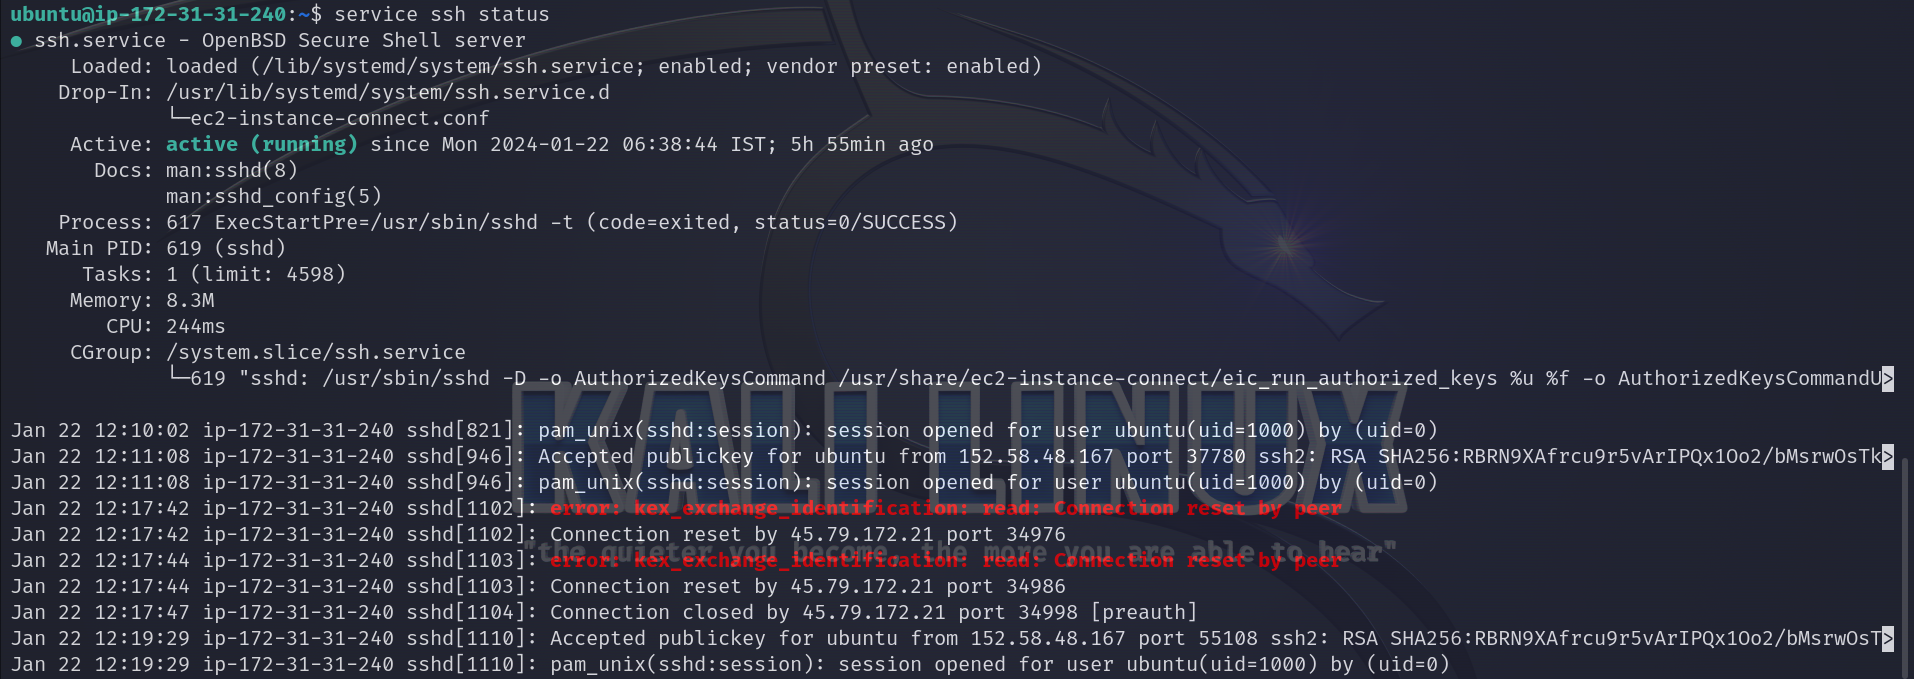 ubuntu@ip-172-31-31-240:~$ service ssh status
● ssh.service - OpenBSD Secure Shell server
     Loaded: loaded (/lib/systemd/system/ssh.service; enabled; vendor preset: enabled)
    Drop-In: /usr/lib/systemd/system/ssh.service.d
             └─ec2-instance-connect.conf
     Active: active (running) since Mon 2024-01-22 06:38:44 IST; 5h 55min ago
       Docs: man:sshd(8)
             man:sshd_config(5)
    Process: 617 ExecStartPre=/usr/sbin/sshd -t (code=exited, status=0/SUCCESS)
   Main PID: 619 (sshd)
      Tasks: 1 (limit: 4598)
     Memory: 8.3M
        CPU: 244ms
     CGroup: /system.slice/ssh.service
             └─619 "sshd: /usr/sbin/sshd -D -o AuthorizedKeysCommand /usr/share/ec2-instance-connect/eic_run_authorized_keys %u %f -o AuthorizedKeysCommandU>
KALI LINUX
Jan 22 12:10:02 ip-172-31-31-240 sshd[821]: pam_unix(sshd:session): session opened for user ubuntu(uid=1000) by (uid=0)
Jan 22 12:11:08 ip-172-31-31-240 sshd[946]: Accepted publickey for ubuntu from 152.58.48.167 port 37780 ssh2: RSA SHA256:RBRN9XAfrcu9r5vArIPQx1Oo2/bMsrwOsTk>
Jan 22 12:11:08 ip-172-31-31-240 sshd[946]: pam_unix(sshd:session): session opened for user ubuntu(uid=1000) by (uid=0)
Jan 22 12:17:42 ip-172-31-31-240 sshd[1102]: error: kex_exchange_identification: read: Connection reset by peer
Jan 22 12:17:42 ip-172-31-31-240 sshd[1102]: Connection reset by 45.79.172.21 port 34976
"the quieter you become, the more you are able to hear"
Jan 22 12:17:44 ip-172-31-31-240 sshd[1103]: error: kex_exchange_identification: read: Connection reset by peer
Jan 22 12:17:44 ip-172-31-31-240 sshd[1103]: Connection reset by 45.79.172.21 port 34986
Jan 22 12:17:47 ip-172-31-31-240 sshd[1104]: Connection closed by 45.79.172.21 port 34998 [preauth]
Jan 22 12:19:29 ip-172-31-31-240 sshd[1110]: Accepted publickey for ubuntu from 152.58.48.167 port 55108 ssh2: RSA SHA256:RBRN9XAfrcu9r5vArIPQx1Oo2/bMsrwOsT>
Jan 22 12:19:29 ip-172-31-31-240 sshd[1110]: pam_unix(sshd:session): session opened for user ubuntu(uid=1000) by (uid=0)